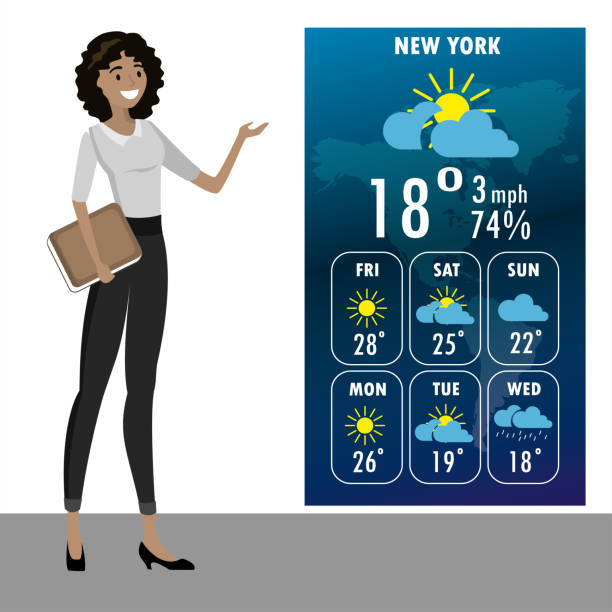 NEW YORK
18° 3 mph
74%
FRI SAT SUN
28° 25° 22°
MON TUE WED
26° 19° 18°